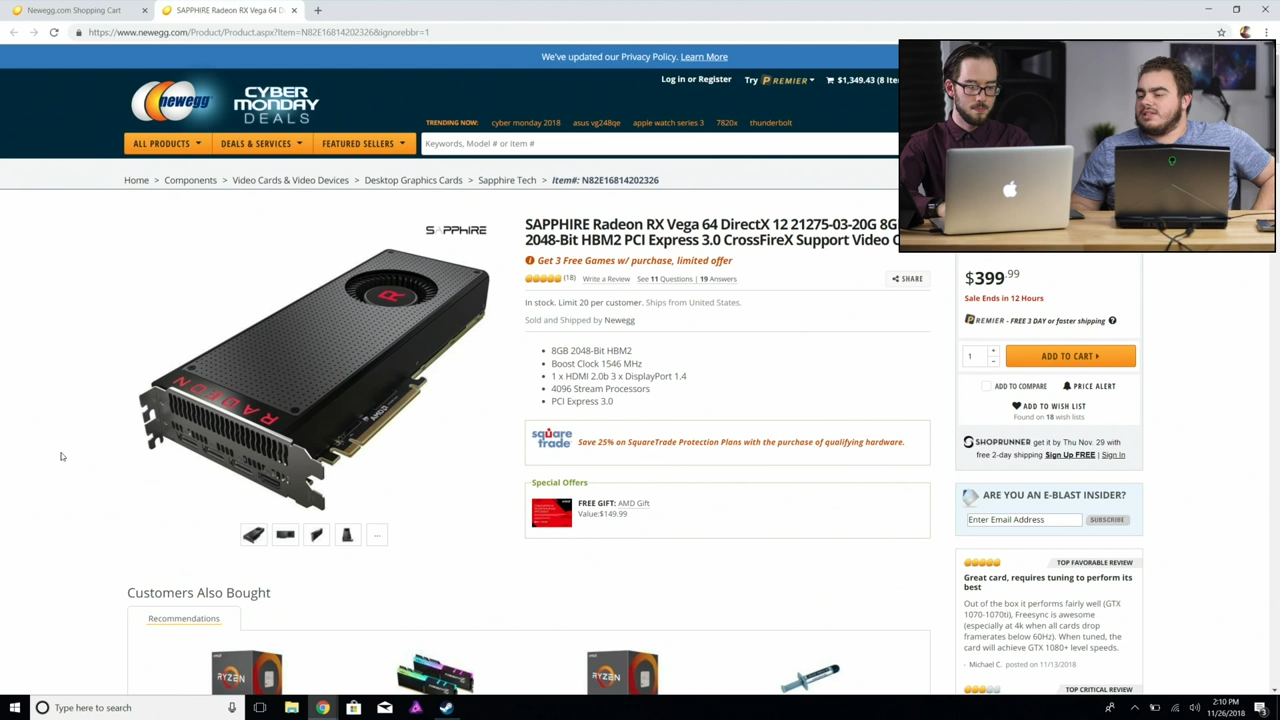 Newegg.com Shopping Cart
SAPPHIRE Radeon RX Vega 64 D
https://www.newegg.com/Product/Product.aspx?Item=N82E16814202326&ignorebbr=1
We've updated our Privacy Policy. Learn More
newegg
CYBER
MONDAY
DEALS
Log in or Register
Try PREMIER
$1,349.43 (8 Ite
TRENDING NOW: cyber monday 2018 asus vg248qe apple watch series 3 7820x thunderbolt
ALL PRODUCTS
DEALS & SERVICES
FEATURED SELLERS
Keywords, Model # or Item #
Home > Components > Video Cards & Video Devices > Desktop Graphics Cards > Sapphire Tech > Item#: N82E16814202326
SAPPHIRE
RADEON
R
SAPPHIRE Radeon RX Vega 64 DirectX 12 21275-03-20G 8G
2048-Bit HBM2 PCI Express 3.0 CrossFireX Support Video C
Get 3 Free Games w/ purchase, limited offer
(18) Write a Review See 11 Questions | 19 Answers
SHARE
In stock. Limit 20 per customer. Ships from United States.
Sold and Shipped by Newegg
• 8GB 2048-Bit HBM2
• Boost Clock 1546 MHz
• 1 x HDMI 2.0b 3 x DisplayPort 1.4
• 4096 Stream Processors
• PCI Express 3.0
square
trade
Save 25% on SquareTrade Protection Plans with the purchase of qualifying hardware.
Special Offers
FREE GIFT: AMD Gift
Value:$149.99
$399.99
Sale Ends in 12 Hours
PREMIER - FREE 3 DAY or faster shipping
1
ADD TO CART
ADD TO COMPARE
PRICE ALERT
ADD TO WISH LIST
Found on 18 wish lists
SHOPRUNNER get it by Thu Nov. 29 with
free 2-day shipping Sign Up FREE | Sign In
ARE YOU AN E-BLAST INSIDER?
Enter Email Address
SUBSCRIBE
TOP FAVORABLE REVIEW
Great card, requires tuning to perform its
best
Out of the box it performs fairly well (GTX
1070-1070ti), Freesync is awesome
(especially at 4k when all cards drop
framerates below 60Hz). When tuned, the
card will achieve GTX 1080+ level speeds.
- Michael C. posted on 11/13/2018
TOP CRITICAL REVIEW
Customers Also Bought
Recommendations
RYZEN
RYZEN
Type here to search
2:10 PM
11/26/2018
3